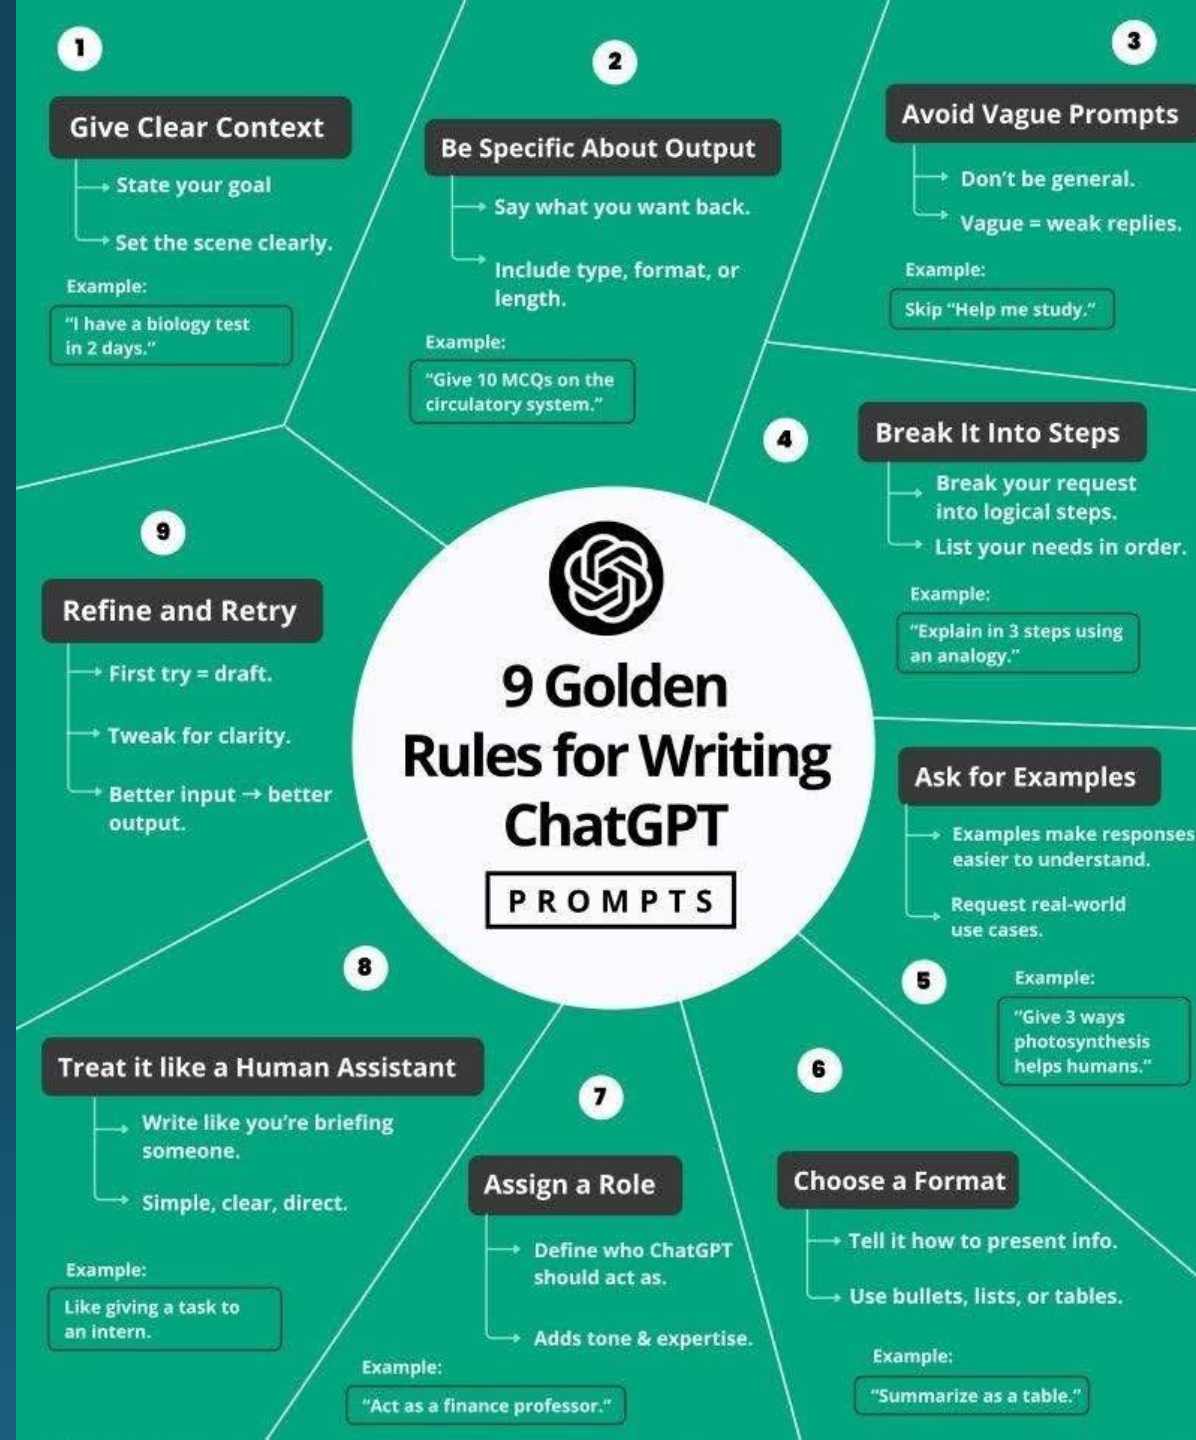 9 Golden
Rules for Writing
ChatGPT
PROMPTS
1
Give Clear Context
State your goal
Set the scene clearly.
Example:
“I have a biology test
in 2 days.”
2
Be Specific About Output
Say what you want back.
Include type, format, or
length.
Example:
“Give 10 MCQs on the
circulatory system.”
3
Avoid Vague Prompts
Don’t be general.
Vague = weak replies.
Example:
Skip “Help me study.”
4
Break It Into Steps
Break your request
into logical steps.
List your needs in order.
Example:
“Explain in 3 steps using
an analogy.”
5
Ask for Examples
Examples make responses
easier to understand.
Request real-world
use cases.
Example:
“Give 3 ways
photosynthesis
helps humans.”
6
Choose a Format
Tell it how to present info.
Use bullets, lists, or tables.
Example:
“Summarize as a table.”
7
Assign a Role
Define who ChatGPT
should act as.
Adds tone & expertise.
Example:
“Act as a finance professor.”
8
Treat it like a Human Assistant
Write like you’re briefing
someone.
Simple, clear, direct.
Example:
Like giving a task to
an intern.
9
Refine and Retry
First try = draft.
Tweak for clarity.
Better input → better
output.